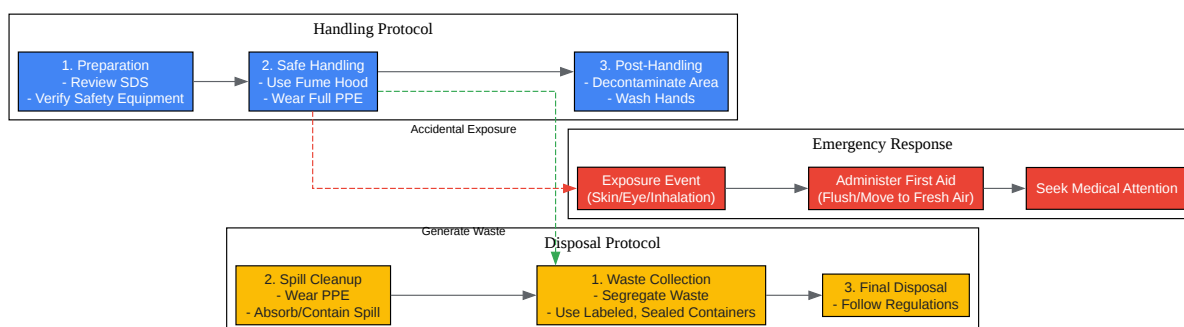 Handling Protocol
1. Preparation
- Review SDS
- Verify Safety Equipment
2. Safe Handling
- Use Fume Hood
- Wear Full PPE
3. Post-Handling
- Decontaminate Area
- Wash Hands
Accidental Exposure
Emergency Response
Exposure Event
(Skin/Eye/Inhalation)
Administer First Aid
(Flush/Move to Fresh Air)
Seek Medical Attention
Generate Waste
Disposal Protocol
2. Spill Cleanup
- Wear PPE
- Absorb/Contain Spill
1. Waste Collection
- Segregate Waste
- Use Labeled, Sealed Containers
3. Final Disposal
- Follow Regulations